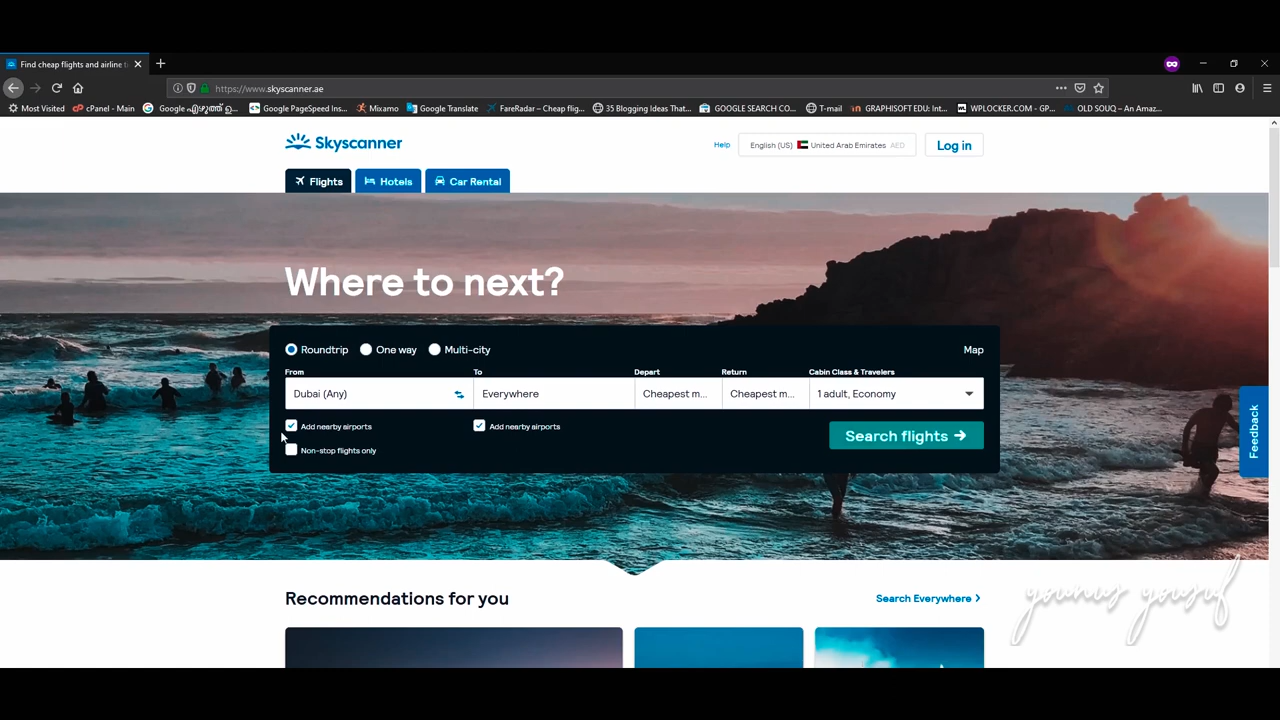 Find cheap flights and airline ti
https://www.skyscanner.ae
Most Visited cPanel - Main Google എഴുത്ത് ഉ... Google PageSpeed Ins... Mixamo Google Translate FareRadar – Cheap flig... 35 Blogging Ideas That... GOOGLE SEARCH CO... T-mail GRAPHISOFT EDU: Int... WPLOCKER.COM - GP... OLD SOUQ – An Amaz...
Skyscanner
Help English (US) United Arab Emirates AED Log in
Flights Hotels Car Rental
Where to next?
Roundtrip One way Multi-city Map
From To Depart Return Cabin Class & Travelers
Dubai (Any) Everywhere Cheapest m... Cheapest m... 1 adult, Economy
Add nearby airports Add nearby airports
Search flights
Non-stop flights only
Feedback
Recommendations for you Search Everywhere
younus yousif